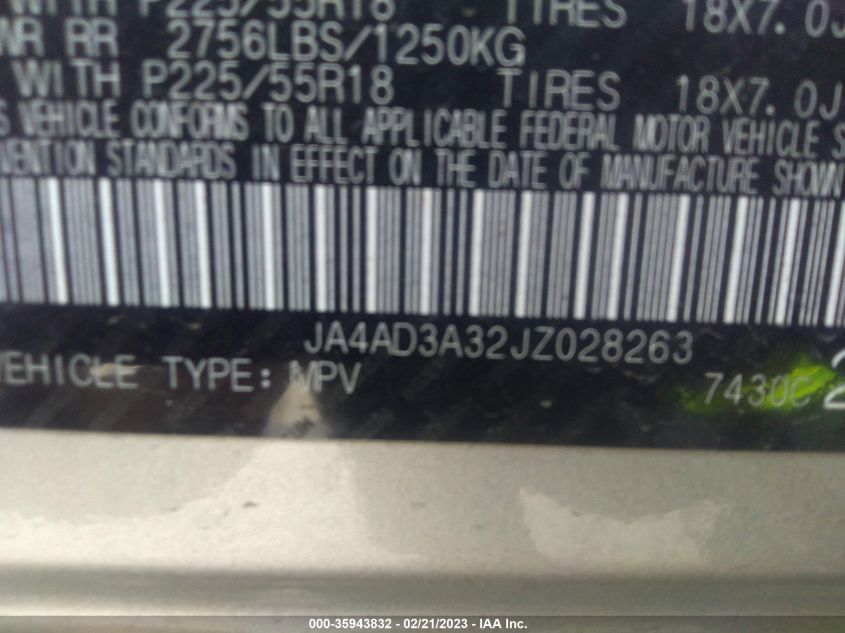 WITH P225/55R18 TIRES 18X7.0J
WR RR 2756LBS/1250KG
WITH P225/55R18 TIRES 18X7.0J
S VEHICLE CONFORMS TO ALL APPLICABLE FEDERAL MOTOR VEHICLE S
VENTION STANDARDS IN EFFECT ON THE DATE OF MANUFACTURE SHOWN
JA4AD3A32JZ028263
VEHICLE TYPE: MPV 7430C 2
000-35943832 - 02/21/2023 - IAA Inc.